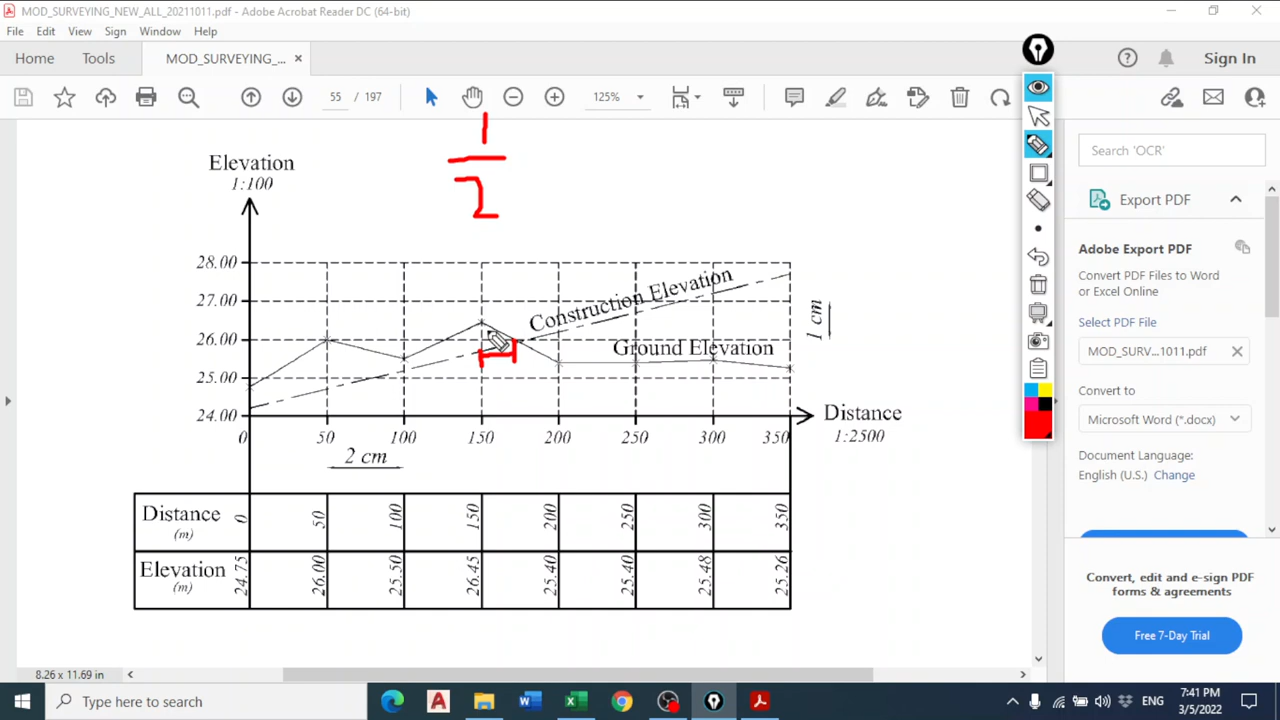 MOD_SURVEYING_NEW_ALL_20211011.pdf - Adobe Acrobat Reader DC (64-bit)
File Edit View Sign Window Help
Home Tools MOD_SURVEYING_... × Sign In
53 / 197 125%
1
2
Elevation
1:100
28.00
27.00
26.00
25.00
24.00
Construction Elevation
Ground Elevation
1 cm
0 50 100 150 200 250 300 350
Distance
1:2500
2 cm
Distance (m) 0 50 100 150 200 250 300 350
Elevation (m) 24.75 26.00 25.50 26.45 25.40 25.40 25.48 25.26
8.26 x 11.69 in
Search 'OCR'
Export PDF
Adobe Export PDF
Convert PDF Files to Word
or Excel Online
Select PDF File
MOD_SURV...1011.pdf ×
Convert to
Microsoft Word (*.docx)
Document Language:
English (U.S.) Change
Convert, edit and e-sign PDF
forms & agreements
Free 7-Day Trial
Type here to search
ENG
7:41 PM
3/5/2022